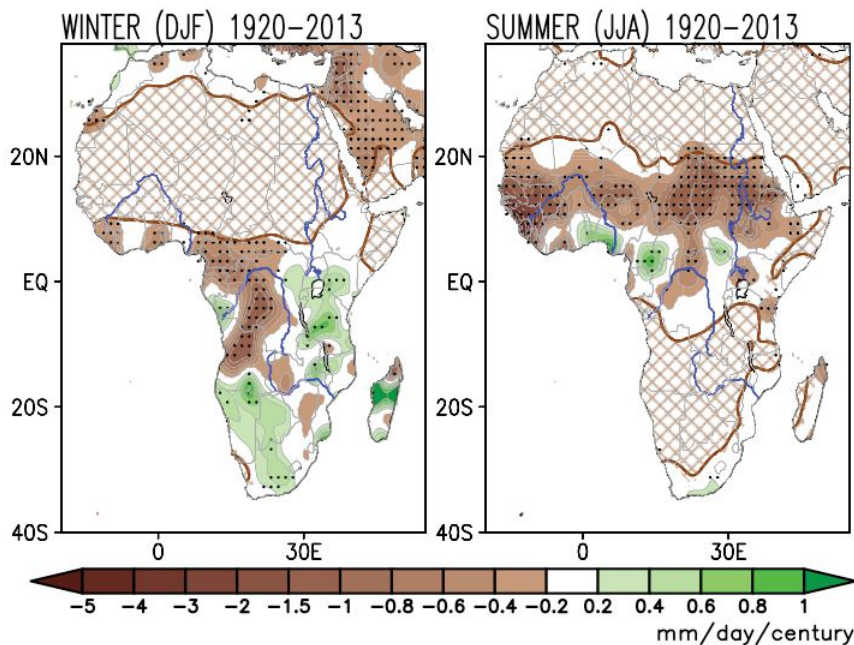 WINTER (DJF) 1920-2013
SUMMER (JJA) 1920-2013
20N
EQ
20S
40S
0
30E
20N
EQ
20S
40S
0
30E
-5 -4 -3 -2 -1.5 -1 -0.8 -0.6 -0.4 -0.2 0.2 0.4 0.6 0.8 1
mm/day/century